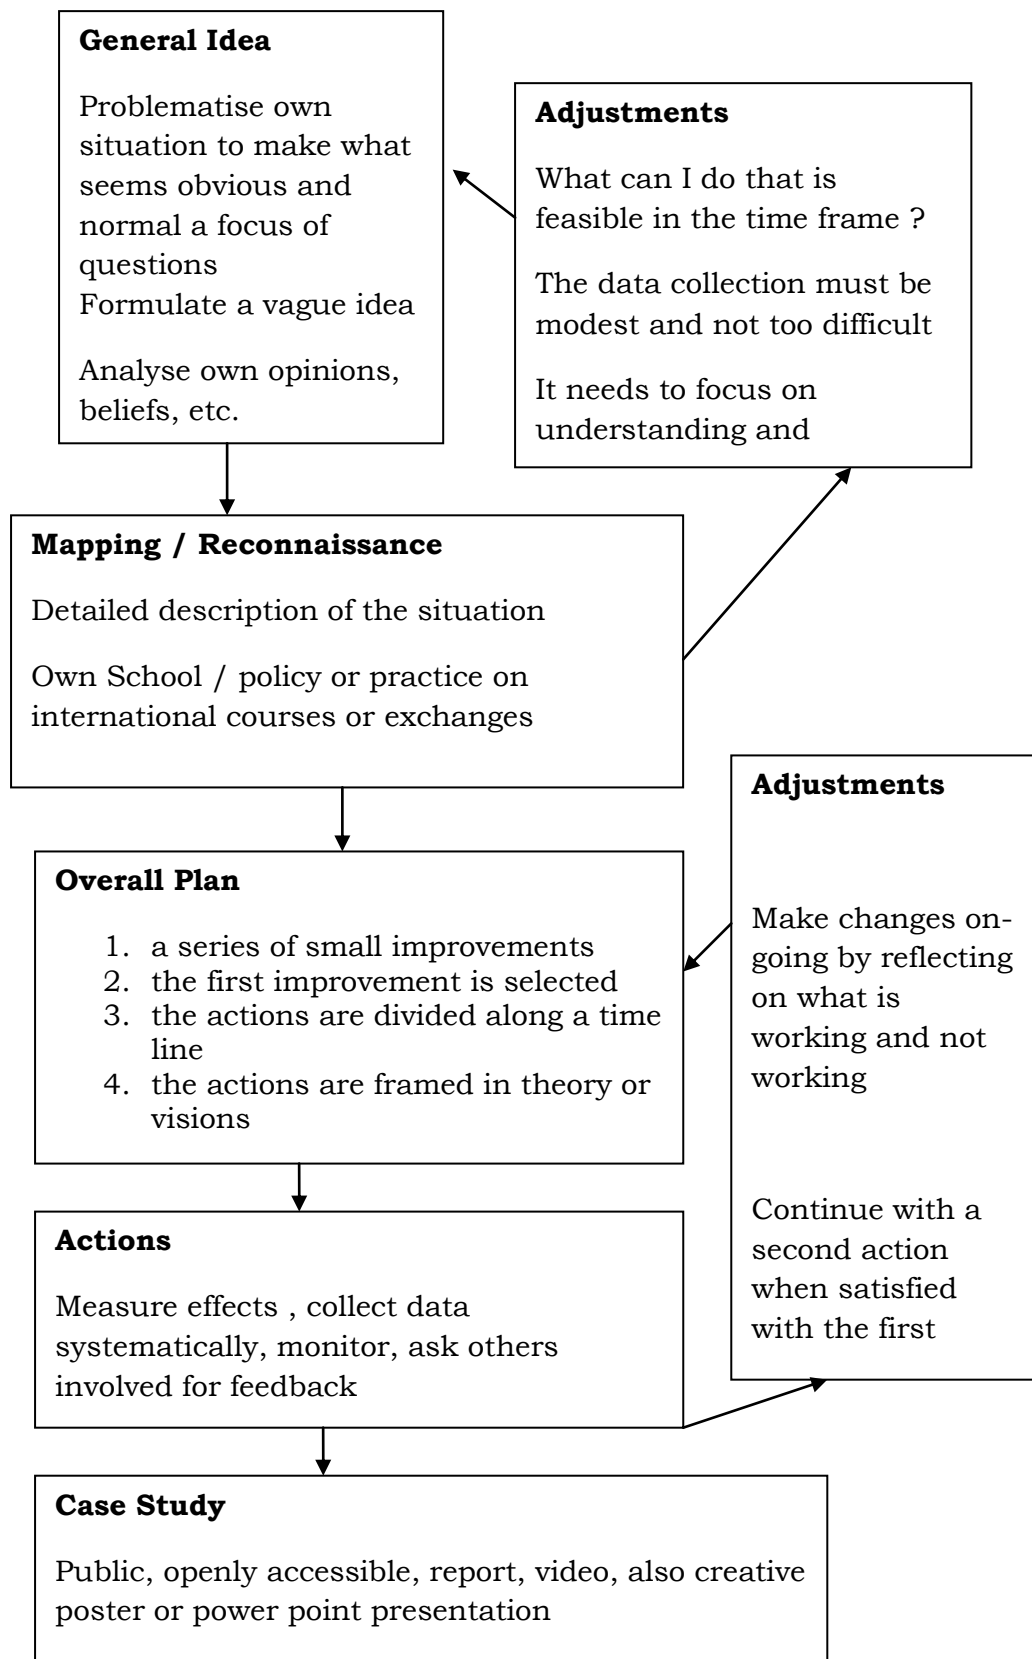 General Idea
Problematise own
situation to make what
seems obvious and
normal a focus of
questions
Formulate a vague idea
Analyse own opinions,
beliefs, etc.
Adjustments
What can I do that is
feasible in the time frame ?
The data collection must be
modest and not too difficult
It needs to focus on
understanding and
Mapping / Reconnaissance
Detailed description of the situation
Own School / policy or practice on
international courses or exchanges
Adjustments
Make changes on-
going by reflecting
on what is
working and not
working
Continue with a
second action
when satisfied
with the first
Overall Plan
1. a series of small improvements
2. the first improvement is selected
3. the actions are divided along a time
line
4. the actions are framed in theory or
visions
Actions
Measure effects , collect data
systematically, monitor, ask others
involved for feedback
Case Study
Public, openly accessible, report, video, also creative
poster or power point presentation